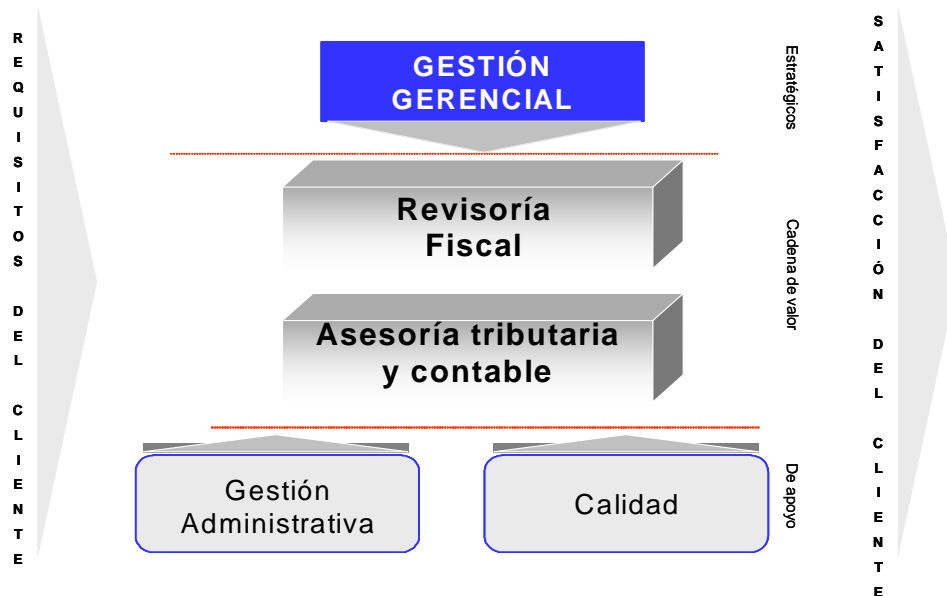 REQUISITOS DEL CLIENTE
GESTIÓN
GERENCIAL
Estratégicos
Revisoría
Fiscal
Cadena de valor
Asesoría tributaria
y contable
Gestión
Administrativa
Calidad
De apoyo
SATISFACCIÓN DEL CLIENTE